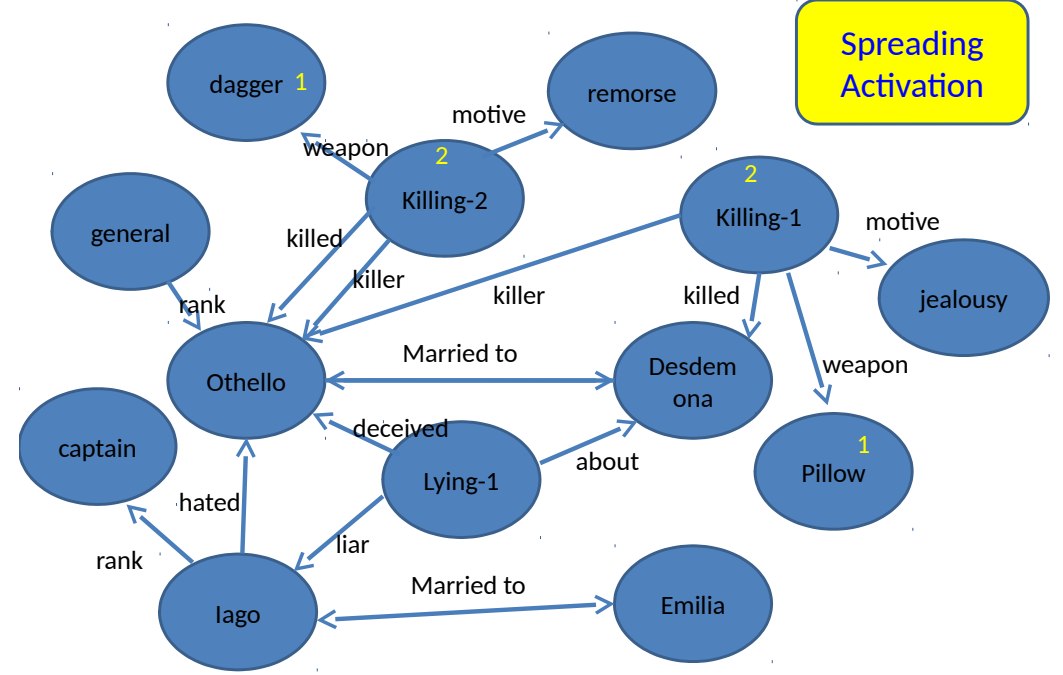 Spreading
Activation
dagger 1
remorse
motive
weapon
2
Killing-2
2
Killing-1
motive
general
killed
killer
killer
killed
jealousy
rank
Married to
Othello
Desdem
ona
weapon
captain
deceived
about
Lying-1
1
Pillow
hated
rank
liar
Married to
Iago
Emilia